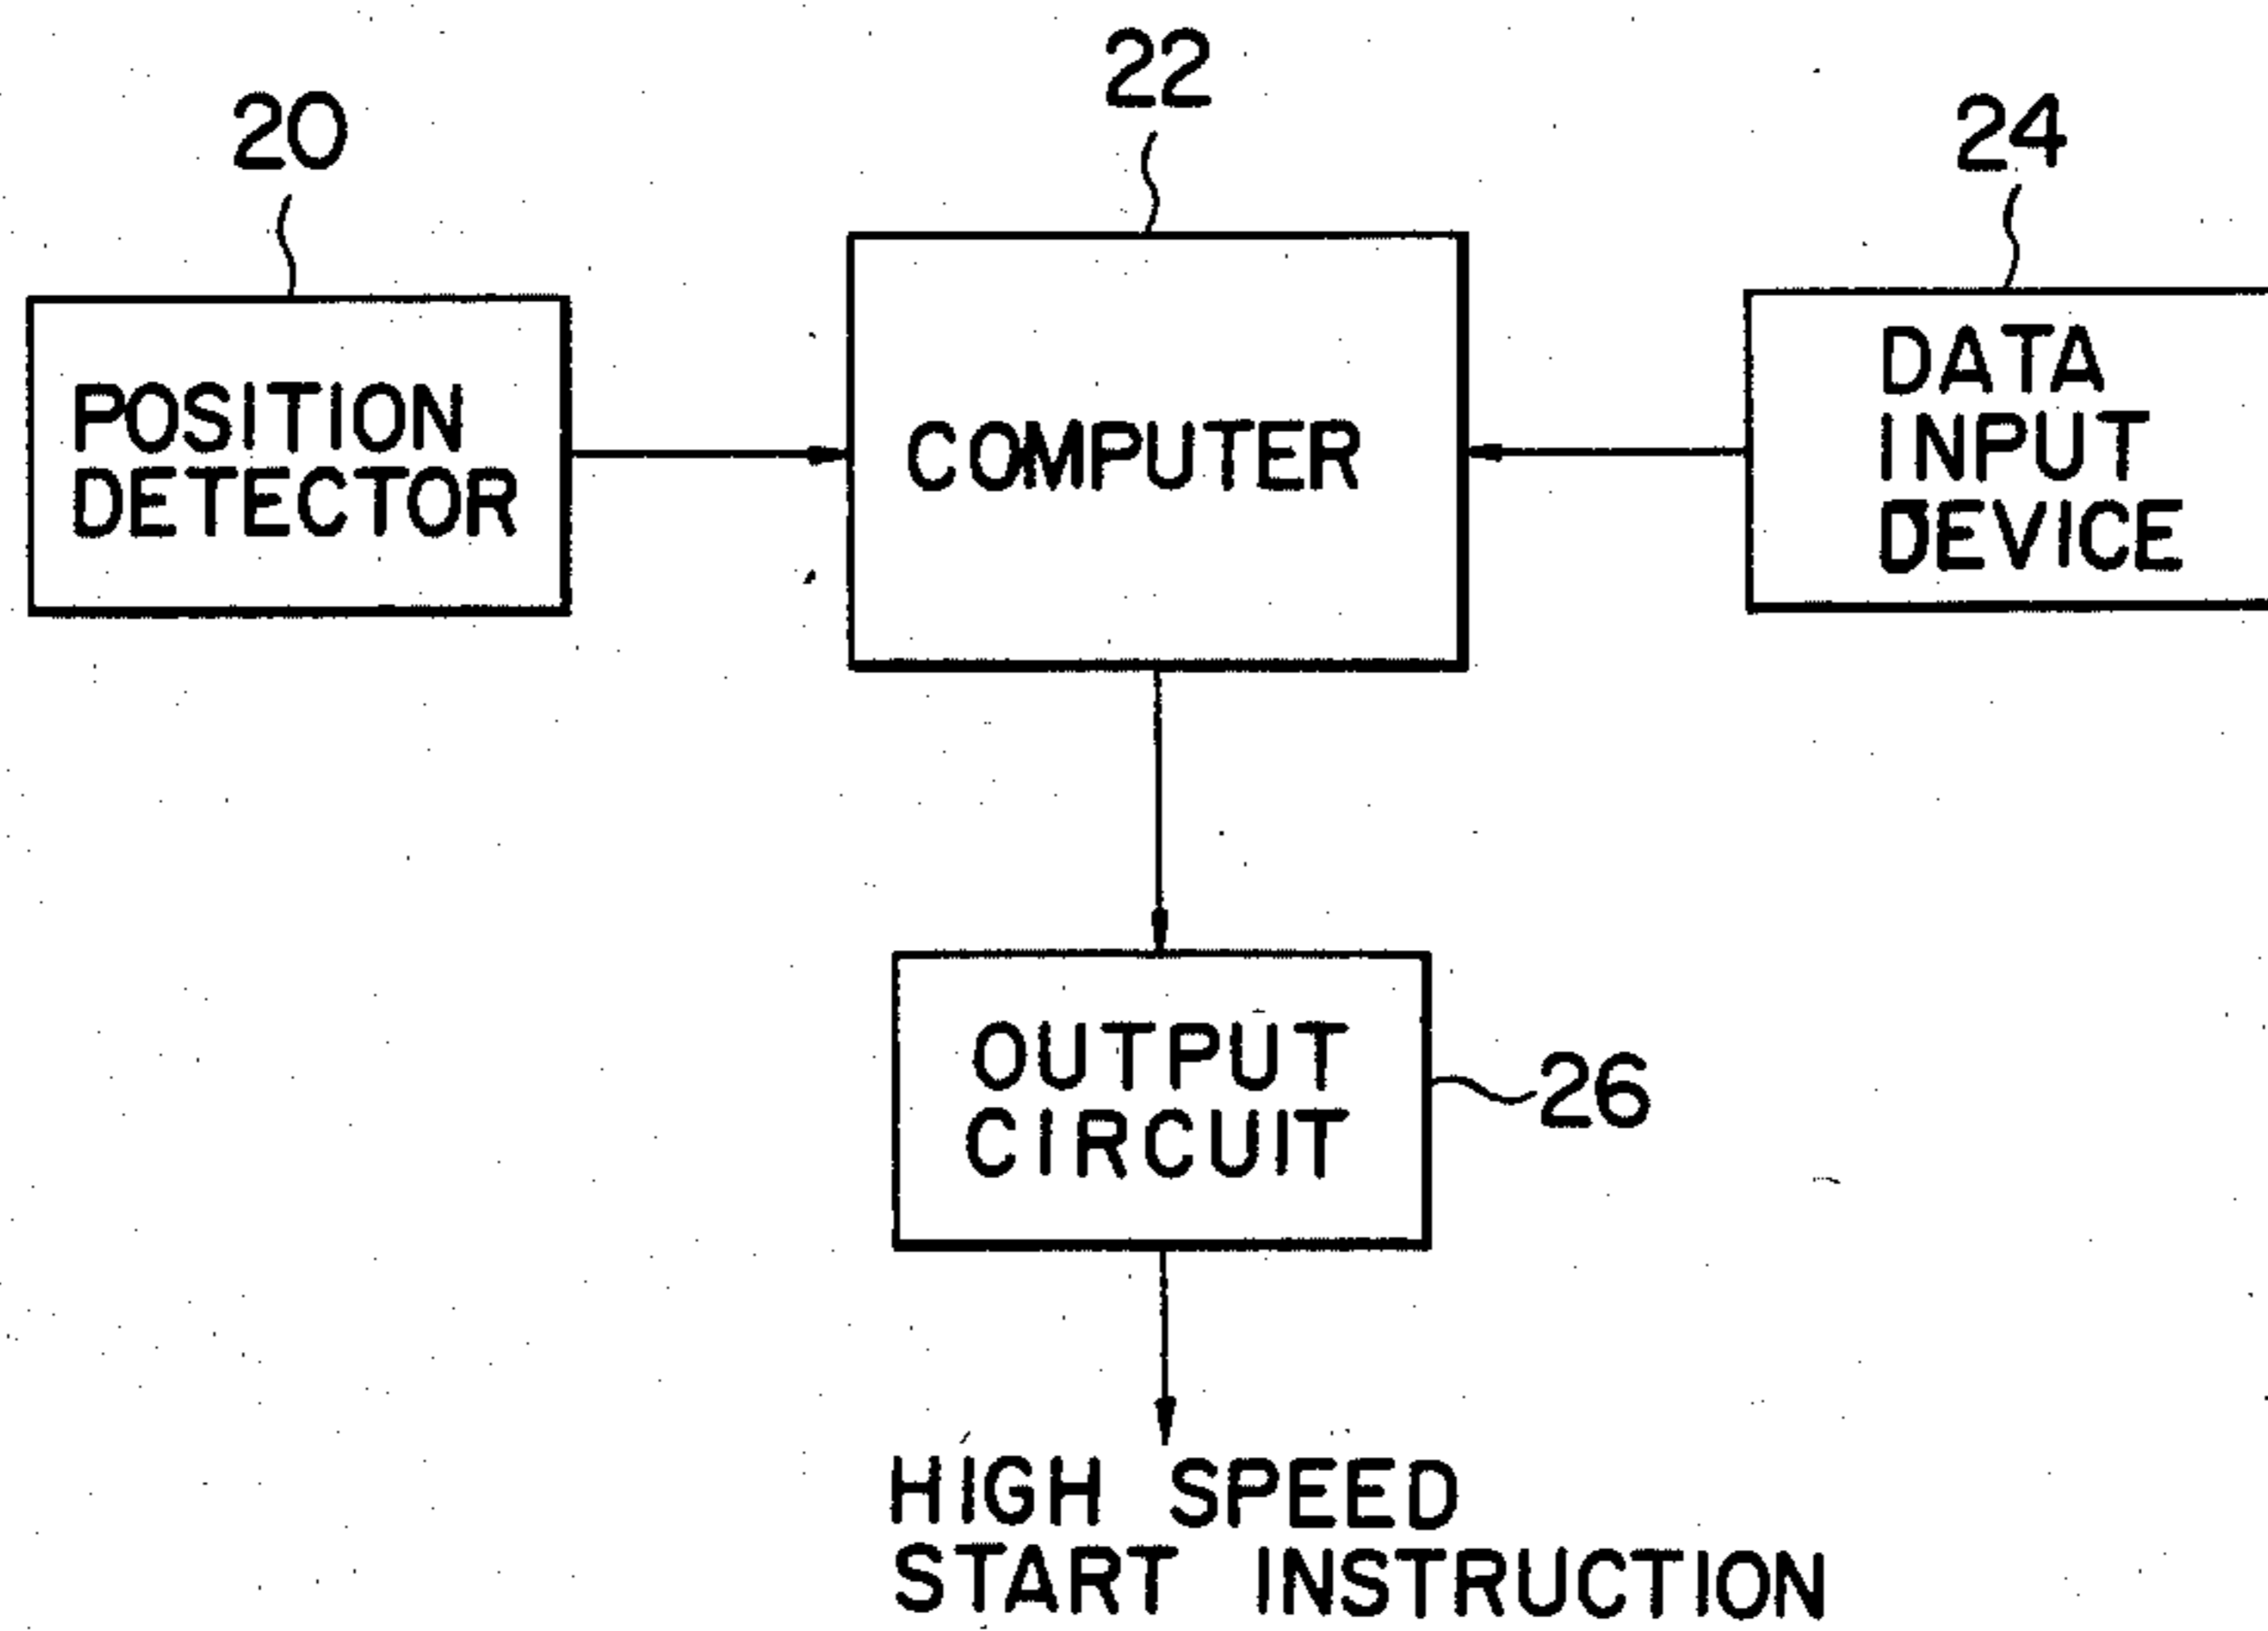 22
20
24
POSITION
DETECTOR
COMPUTER
DATA
INPUT
DEVICE
OUTPUT
CIRCUIT
26
HIGH SPEED
START INSTRUCTION